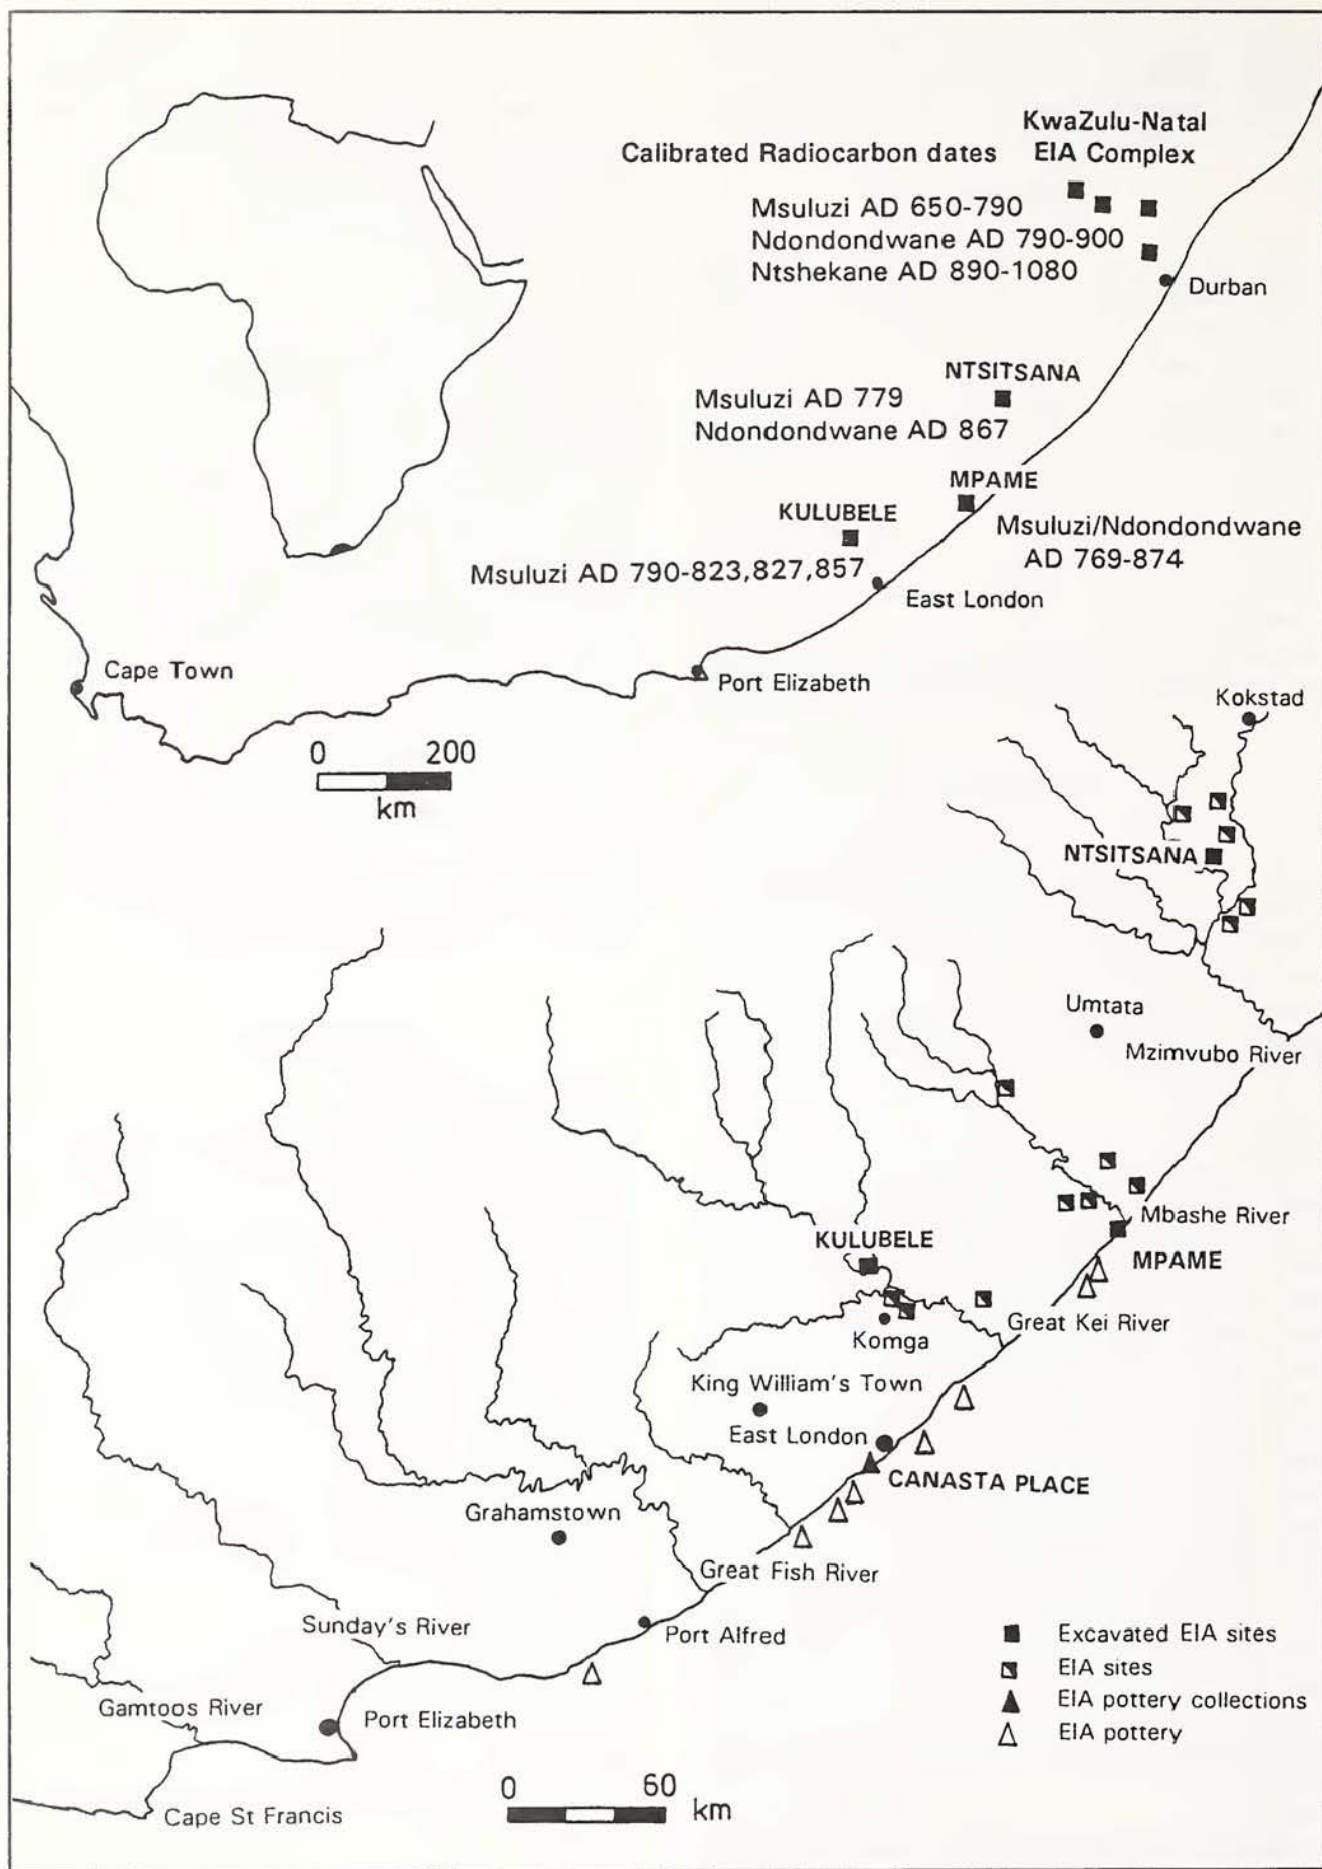 KwaZulu-Natal
Calibrated Radiocarbon dates EIA Complex
Msuluzi AD 650-790
Ndondondwane AD 790-900
Ntshekane AD 890-1080
Durban
NTSITSANA
Msuluzi AD 779
Ndondondwane AD 867
MPAME
KULUBELE
Msuluzi/Ndondondwane
AD 769-874
Msuluzi AD 790-823,827,857
East London
Cape Town
Port Elizabeth
0 200
km
Kokstad
NTSITSANA
Umtata
Mzimvubo River
Mbashe River
KULUBELE
MPAME
Great Kei River
Komga
King William's Town
East London
CANASTA PLACE
Grahamstown
Great Fish River
Sunday's River
Port Alfred
Gamtoos River
Port Elizabeth
Cape St Francis
Excavated EIA sites
EIA sites
EIA pottery collections
EIA pottery
0 60
km